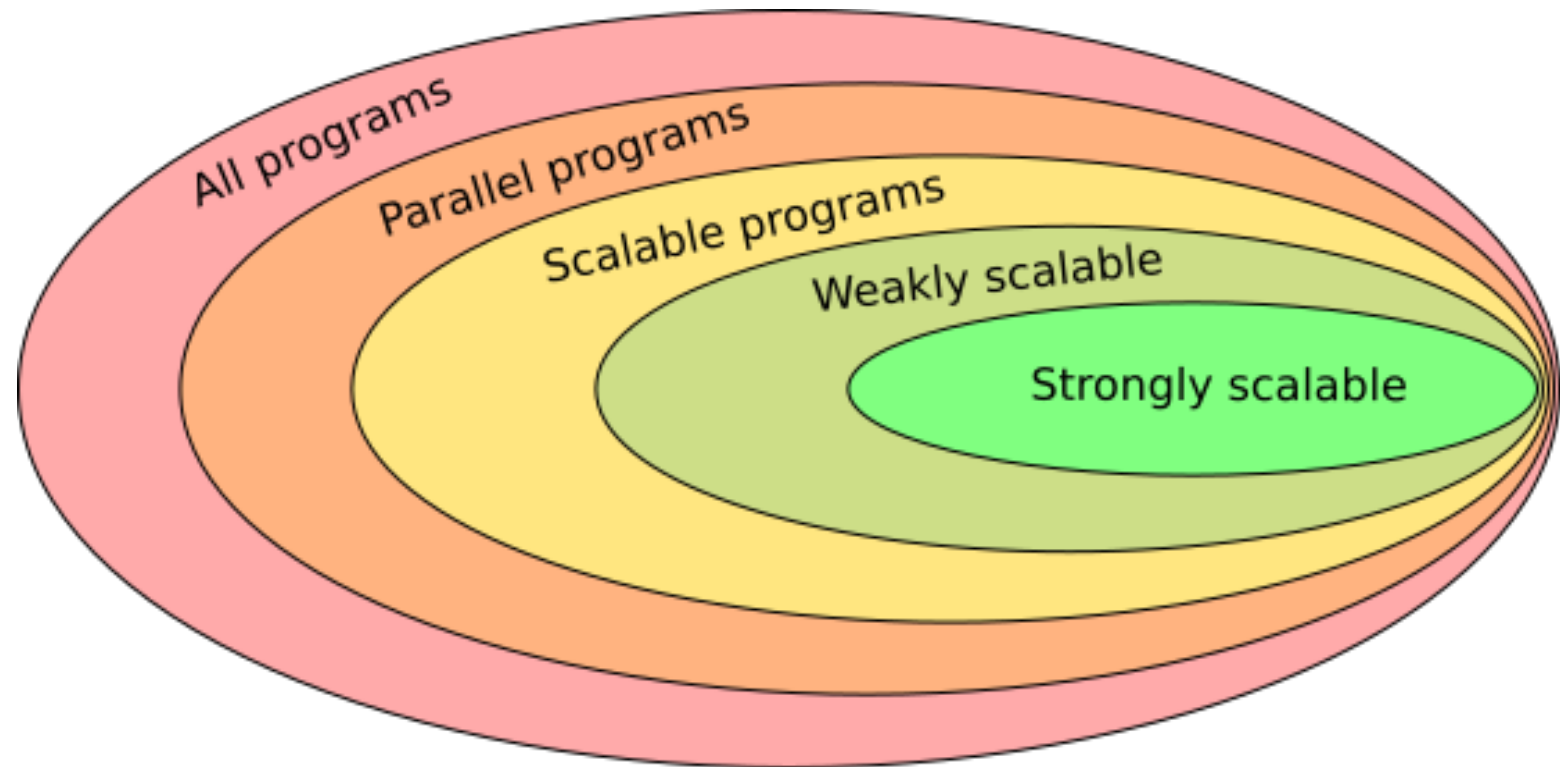 All programs
Parallel programs
Scalable programs
Weakly scalable
Strongly scalable